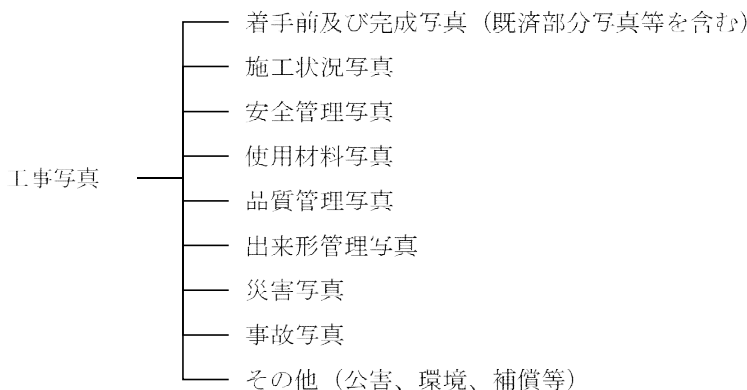 着手前及び完成写真（既済部分写真等を含む）
施工状況写真
安全管理写真
使用材料写真
工事写真
品質管理写真
出来形管理写真
災害写真
事故写真
その他（公害、環境、補償等）